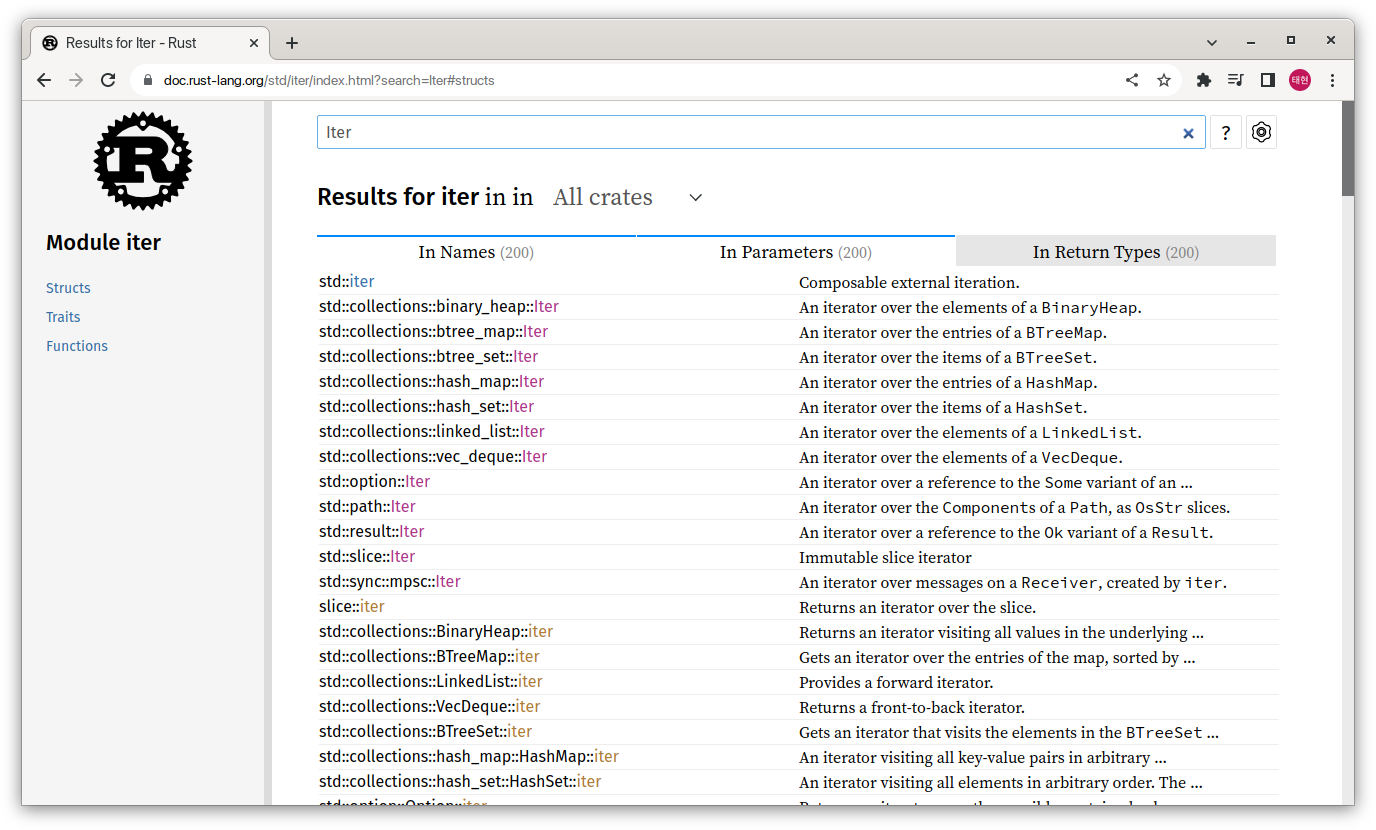 Results for Iter - Rust
doc.rust-lang.org/std/iter/index.html?search=Iter#structs
태현
R
Module iter
Structs
Traits
Functions
Iter
?
Results for iter in in All crates
In Names (200) In Parameters (200) In Return Types (200)
std::iter Composable external iteration.
std::collections::binary_heap::Iter An iterator over the elements of a BinaryHeap.
std::collections::btree_map::Iter An iterator over the entries of a BTreeMap.
std::collections::btree_set::Iter An iterator over the items of a BTreeSet.
std::collections::hash_map::Iter An iterator over the entries of a HashMap.
std::collections::hash_set::Iter An iterator over the items of a HashSet.
std::collections::linked_list::Iter An iterator over the elements of a LinkedList.
std::collections::vec_deque::Iter An iterator over the elements of a VecDeque.
std::option::Iter An iterator over a reference to the Some variant of an ...
std::path::Iter An iterator over the Components of a Path, as OsStr slices.
std::result::Iter An iterator over a reference to the Ok variant of a Result.
std::slice::Iter Immutable slice iterator
std::sync::mpsc::Iter An iterator over messages on a Receiver, created by iter.
slice::iter Returns an iterator over the slice.
std::collections::BinaryHeap::iter Returns an iterator visiting all values in the underlying ...
std::collections::BTreeMap::iter Gets an iterator over the entries of the map, sorted by ...
std::collections::LinkedList::iter Provides a forward iterator.
std::collections::VecDeque::iter Returns a front-to-back iterator.
std::collections::BTreeSet::iter Gets an iterator that visits the elements in the BTreeSet ...
std::collections::hash_map::HashMap::iter An iterator visiting all key-value pairs in arbitrary ...
std::collections::hash_set::HashSet::iter An iterator visiting all elements in arbitrary order. The ...
std::option::Option::iter